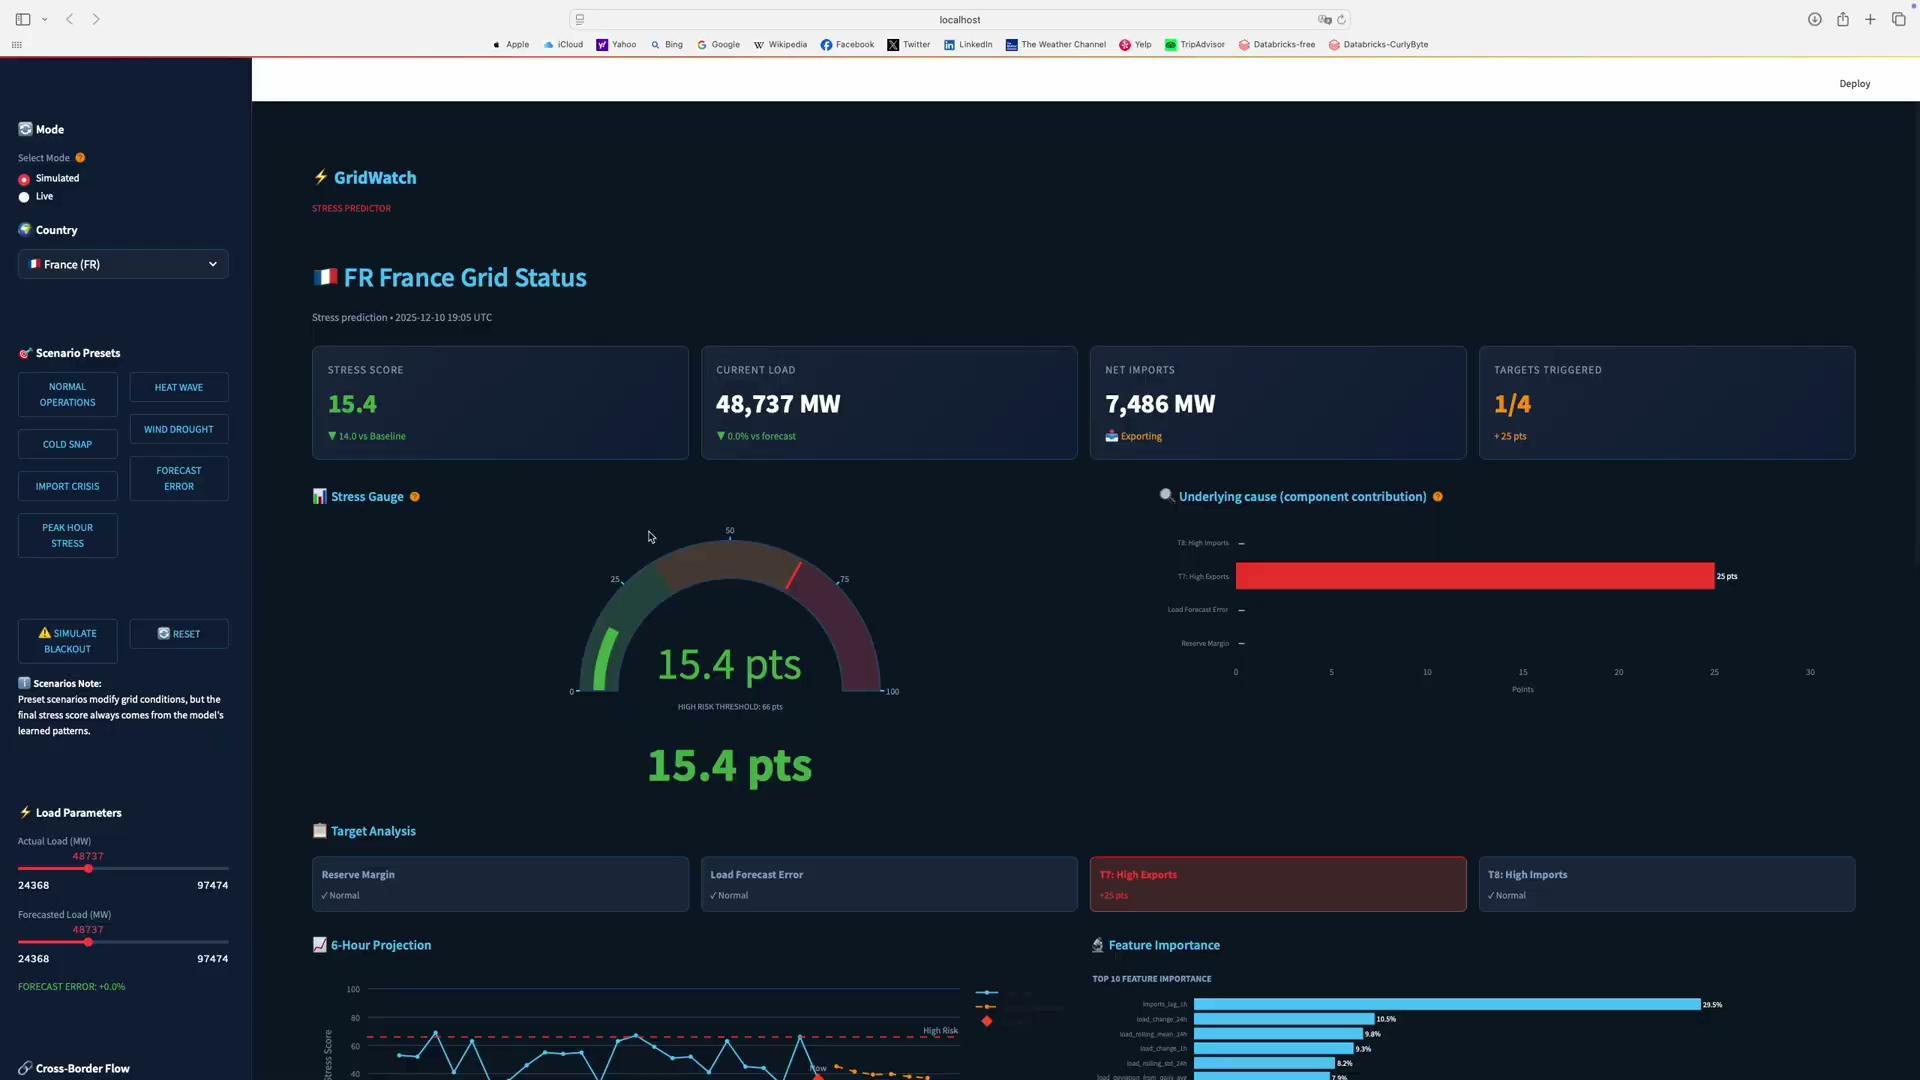 localhost
Apple
iCloud
Yahoo
Bing
Google
Wikipedia
Facebook
Twitter
LinkedIn
The Weather Channel
Yelp
TripAdvisor
Databricks-free
Databricks-CurlyByte
Deploy
Mode
Select Mode
Simulated
Live
Country
France (FR)
Scenario Presets
NORMAL
OPERATIONS
HEAT WAVE
COLD SNAP
WIND DROUGHT
IMPORT CRISIS
FORECAST
ERROR
PEAK HOUR
STRESS
SIMULATE
BLACKOUT
RESET
Scenarios Note:
Preset scenarios modify grid conditions, but the
final stress score always comes from the model's
learned patterns.
Load Parameters
Actual Load (MW)
48737
24368 97474
Forecasted Load (MW)
48737
24368 97474
FORECAST ERROR: +0.0%
Cross-Border Flow
GridWatch
STRESS PREDICTOR
FR France Grid Status
Stress prediction • 2025-12-10 19:05 UTC
STRESS SCORE
15.4
▼ 14.0 vs Baseline
CURRENT LOAD
48,737 MW
▼ 0.0% vs forecast
NET IMPORTS
7,486 MW
Exporting
TARGETS TRIGGERED
1/4
+ 25 pts
Stress Gauge
0
25
50
75
100
15.4 pts
HIGH RISK THRESHOLD: 66 pts
15.4 pts
Underlying cause (component contribution)
T8: High Imports
T7: High Exports 25 pts
Load Forecast Error
Reserve Margin
0 5 10 15 20 25 30
Points
Target Analysis
Reserve Margin
✓ Normal
Load Forecast Error
✓ Normal
T7: High Exports
+25 pts
T8: High Imports
✓ Normal
6-Hour Projection
100
80
60
40
Stress Score
High Risk
Now
Feature Importance
TOP 10 FEATURE IMPORTANCE
imports_lag_1h 29.5%
load_change_24h 10.5%
load_rolling_mean_24h 9.8%
load_change_1h 9.3%
load_rolling_std_24h 8.2%
load_deviation_from_daily_avg 7.9%